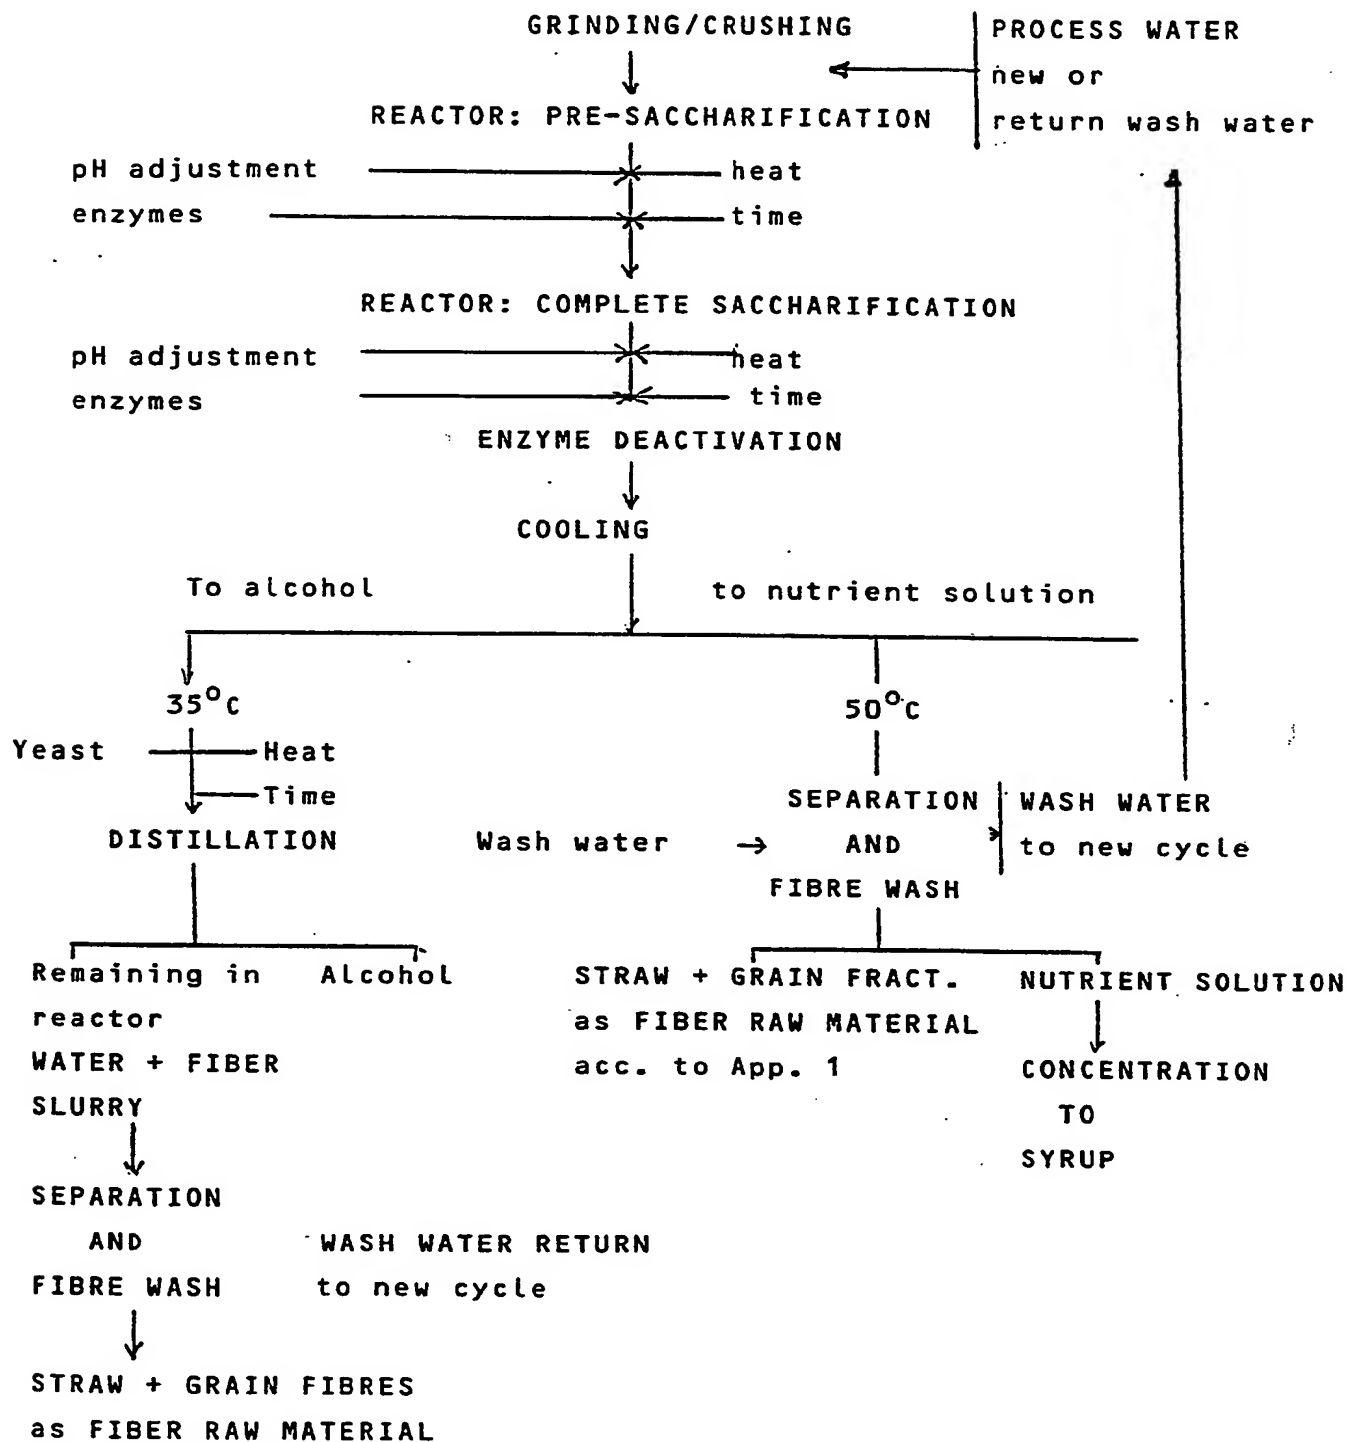 GRINDING/CRUSHING
PROCESS WATER
new or
return wash water
REACTOR: PRE-SACCHARIFICATION
pH adjustment
heat
enzymes
time
REACTOR: COMPLETE SACCHARIFICATION
pH adjustment
heat
enzymes
time
ENZYME DEACTIVATION
COOLING
To alcohol
to nutrient solution
35°C
50°C
Yeast
Heat
Time
DISTILLATION
Wash water
SEPARATION
AND
FIBRE WASH
WASH WATER
to new cycle
Remaining in
reactor
WATER + FIBER
SLURRY
Alcohol
STRAW + GRAIN FRACT.
as FIBER RAW MATERIAL
acc. to App. 1
NUTRIENT SOLUTION
CONCENTRATION
TO
SYRUP
SEPARATION
AND
FIBRE WASH
WASH WATER RETURN
to new cycle
STRAW + GRAIN FIBRES
as FIBER RAW MATERIAL